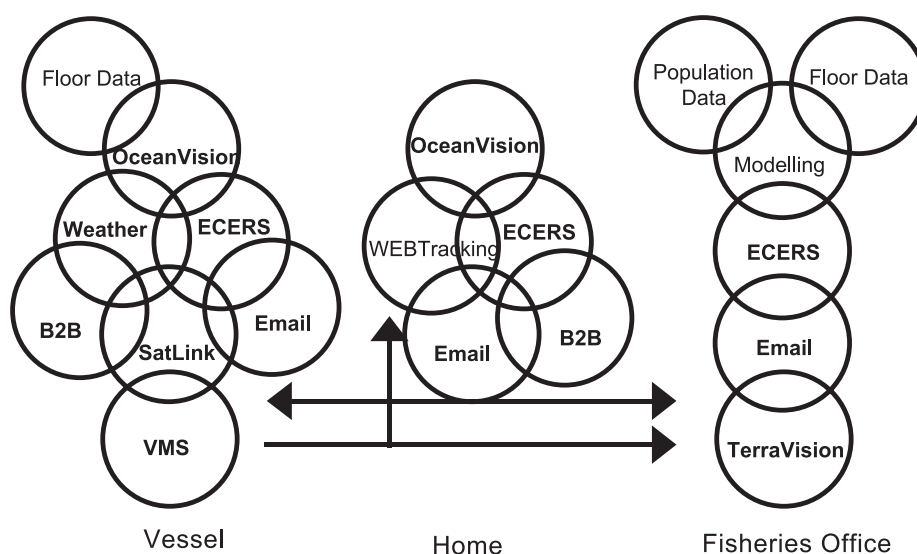 Floor Data
OceanVision
Weather
ECERS
B2B
SatLink
Email
VMS
Vessel
OceanVision
WEBTracking
ECERS
Email
B2B
Home
Population
Data
Floor Data
Modelling
ECERS
Email
TerraVision
Fisheries Office